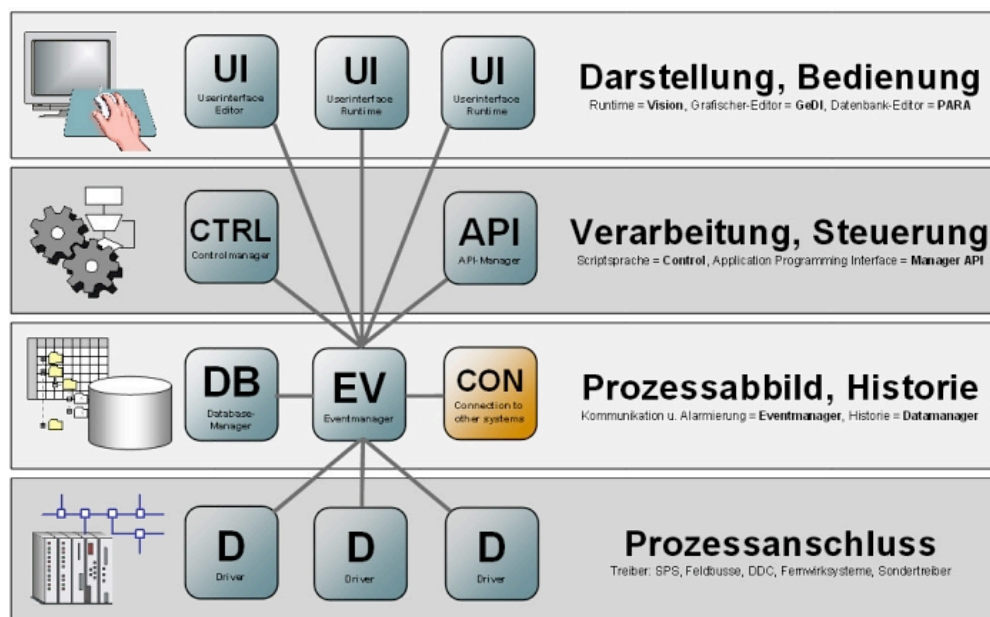 UI
Userinterface
Editor
UI
Userinterface
Runtime
UI
Userinterface
Runtime
Darstellung, Bedienung
Runtime = Vision, Grafischer-Editor = GeDI, Datenbank-Editor = PARA
CTRL
Controlmanager
API
API-Manager
Verarbeitung, Steuerung
Scriptsprache = Control, Application Programming Interface = Manager API
DB
Database-
Manager
EV
Eventmanager
CON
Connection to
other systems
Prozessabbild, Historie
Kommunikation u. Alarmierung = Eventmanager, Historie = Datamanager
D
Driver
D
Driver
D
Driver
Prozessanschluss
Treiber: SPS, Feldbusse, DDC, Fernwirksysteme, Sondertreiber